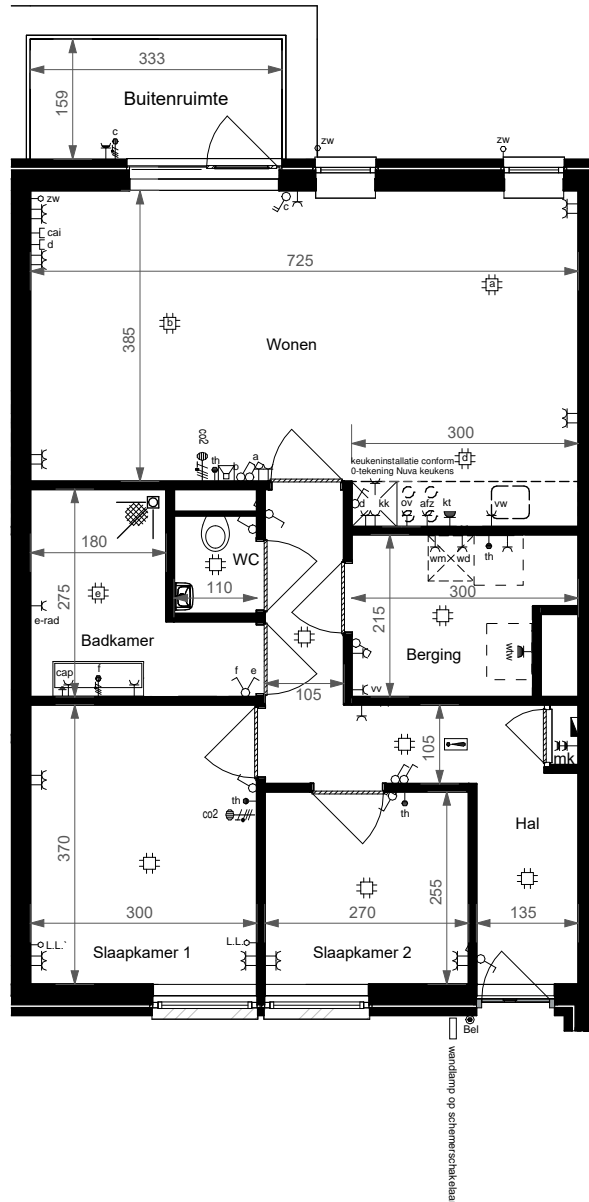 333
159
Buitenruimte
c
zw
zw
zw
c
cai
d
725
a
b
385
Wonen
300
co2
th
b
a
d
keukeninstallatie conform
0-tekening Nuva keukens
d
kk
ov
afz
kt
vw
180
WC
wm
wd
th
e
110
300
275
215
e-rad
Badkamer
Berging
ww
cap
f
f
e
105
vv
105
mk
th
co2
th
Hal
370
255
300
270
135
L.L.`
L.L.
Slaapkamer 1
Slaapkamer 2
Bel
wandlamp op schemerschakelaa